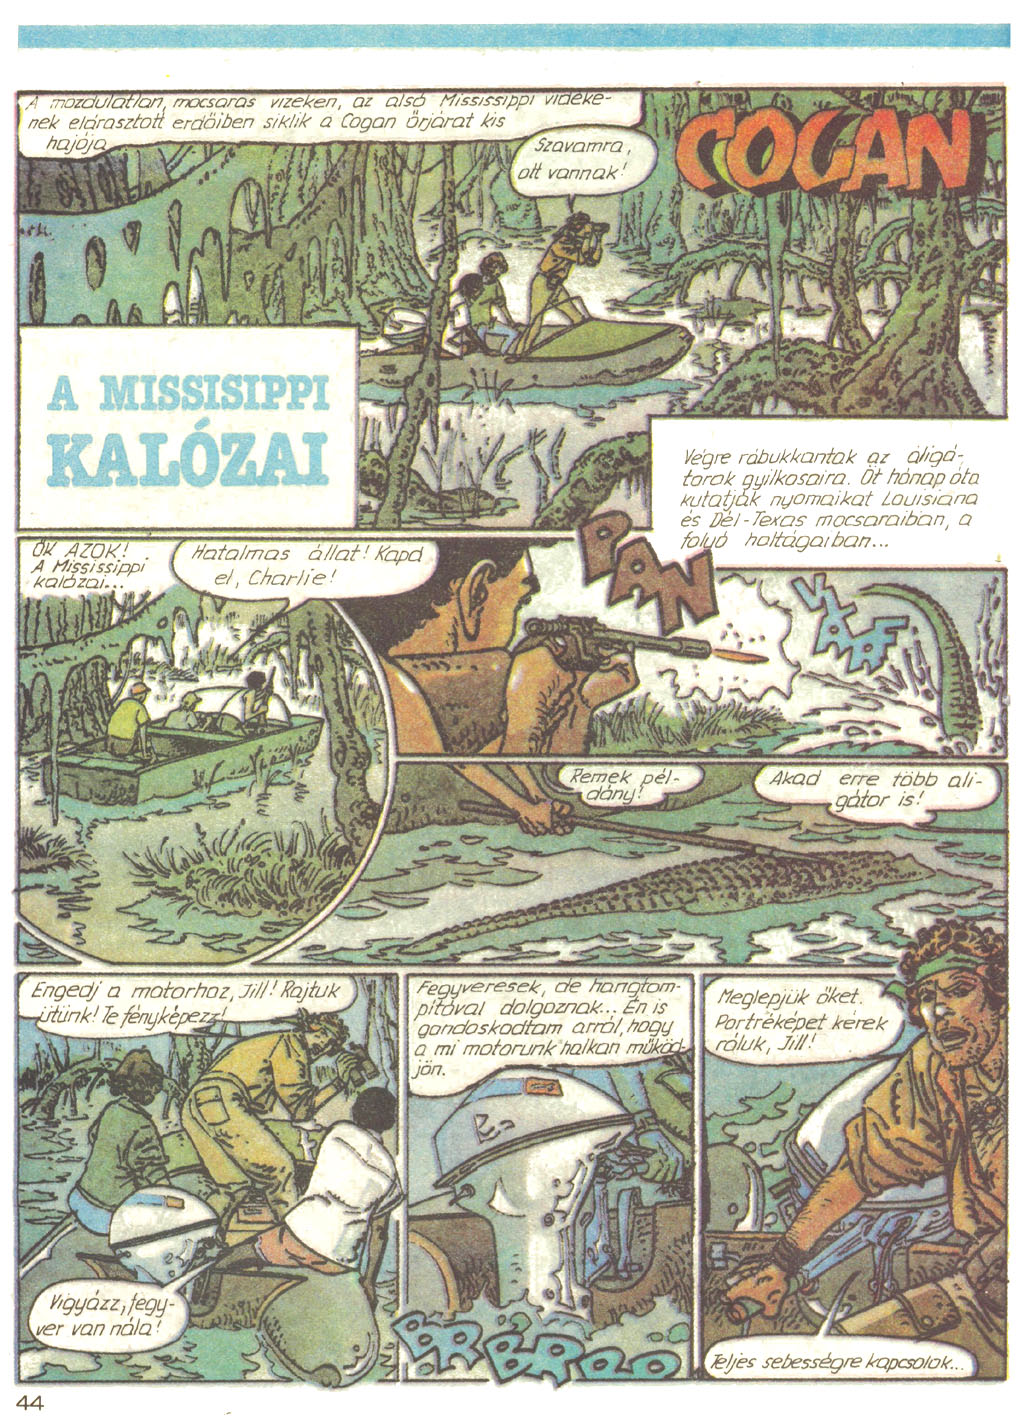 A mozdulatlan, mocsaras vizeken, az alsó Mississippi vidéke-
nek elárasztott erdőiben siklik a Cogan őrjárat kis
hajója
Szavamra,
ott vannak!
COGAN
A MISSISIPPI
KALÓZAI
Végre rábukkantak az aligá-
torok gyilkosaira. Öt hónap óta
kutatják nyomaikat Louisiana
és Dél-Texas mocsaraiban, a
folyó holtágaiban...
ŐK AZOK!
A Mississippi
kalózai...
Hatalmas állat! Kapd
el, Charlie!
PAN
VLARF
Remek pél-
dány!
Akad erre több ali-
gátor is!
Engedj a motorhoz, Jill! Rajtuk
ütünk! Te fényképezz!
Vigyázz, fegy-
ver van nála!
Fegyveresek, de hangtom-
pítóval dolgoznak... Én is
gondoskodtam arról, hogy
a mi motorunk halkan működ-
jön.
BRBRooo
Meglepjük őket.
Portréképet kérek
róluk, Jill!
Teljes sebességre kapcsolok...
44